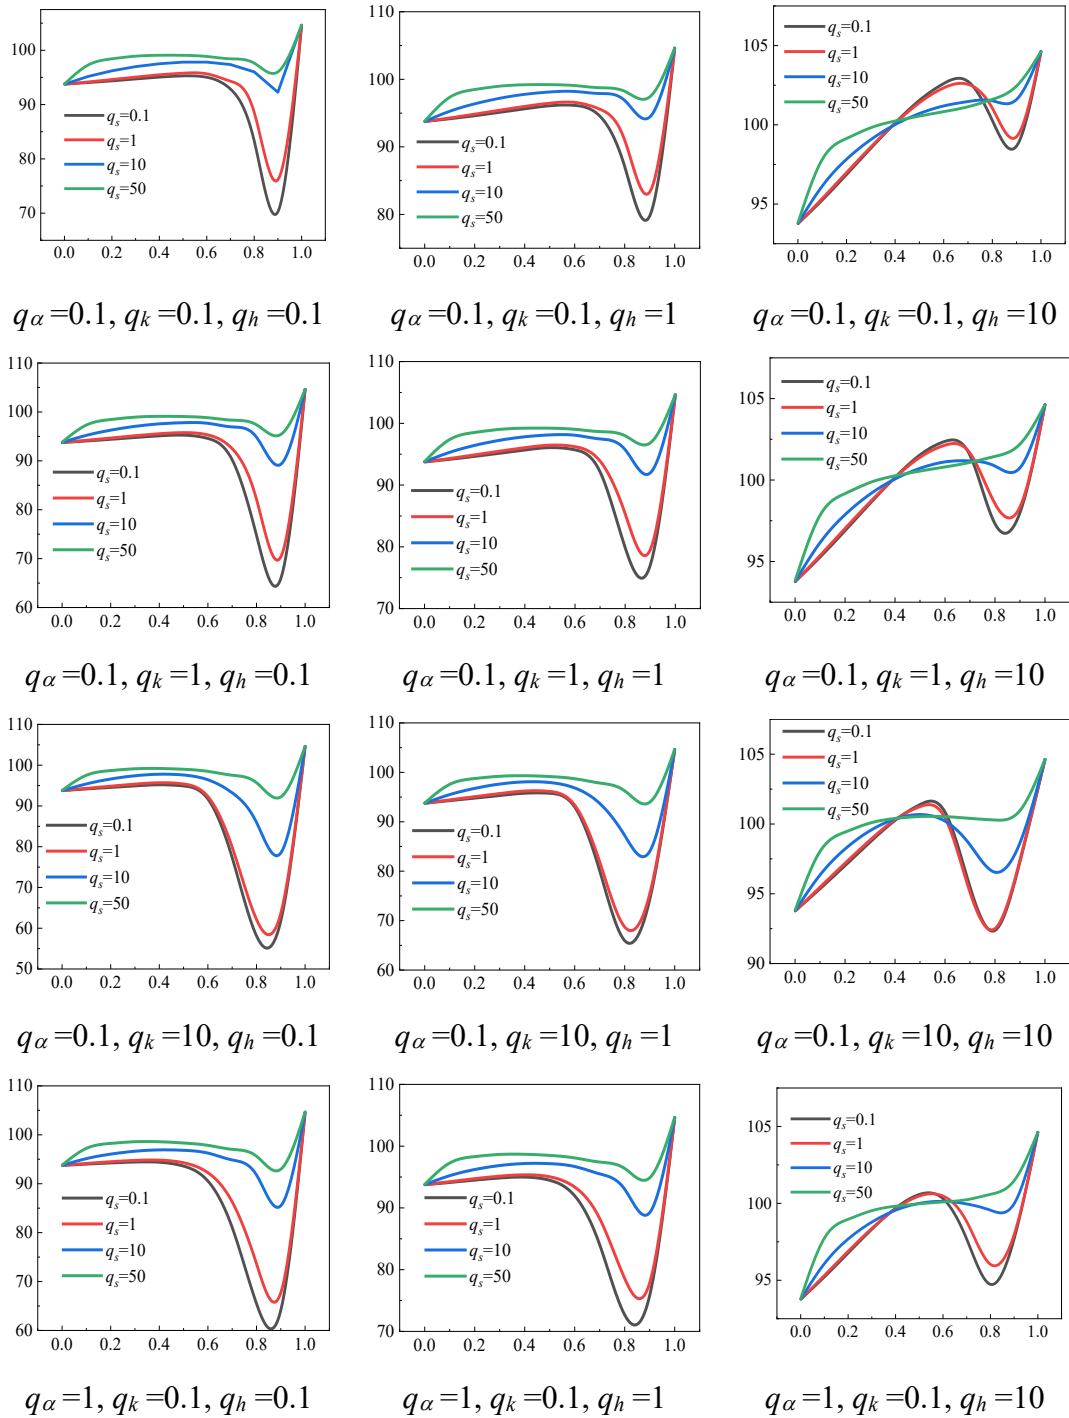 100
90
80
70
0.0 0.2 0.4 0.6 0.8 1.0
qs=0.1
qs=1
qs=10
qs=50
qα=0.1, qk=0.1, qh=0.1
110
100
90
80
0.0 0.2 0.4 0.6 0.8 1.0
qs=0.1
qs=1
qs=10
qs=50
qα=0.1, qk=0.1, qh=1
105
100
95
0.0 0.2 0.4 0.6 0.8 1.0
qs=0.1
qs=1
qs=10
qs=50
qα=0.1, qk=0.1, qh=10
110
100
90
80
70
60
0.0 0.2 0.4 0.6 0.8 1.0
qs=0.1
qs=1
qs=10
qs=50
qα=0.1, qk=1, qh=0.1
110
100
90
80
70
0.0 0.2 0.4 0.6 0.8 1.0
qs=0.1
qs=1
qs=10
qs=50
qα=0.1, qk=1, qh=1
105
100
95
0.0 0.2 0.4 0.6 0.8 1.0
qs=0.1
qs=1
qs=10
qs=50
qα=0.1, qk=1, qh=10
110
100
90
80
70
60
50
0.0 0.2 0.4 0.6 0.8 1.0
qs=0.1
qs=1
qs=10
qs=50
qα=0.1, qk=10, qh=0.1
110
100
90
80
70
60
0.0 0.2 0.4 0.6 0.8 1.0
qs=0.1
qs=1
qs=10
qs=50
qα=0.1, qk=10, qh=1
105
100
95
90
0.0 0.2 0.4 0.6 0.8 1.0
qs=0.1
qs=1
qs=10
qs=50
qα=0.1, qk=10, qh=10
110
100
90
80
70
60
0.0 0.2 0.4 0.6 0.8 1.0
qs=0.1
qs=1
qs=10
qs=50
qα=1, qk=0.1, qh=0.1
110
100
90
80
70
0.0 0.2 0.4 0.6 0.8 1.0
qs=0.1
qs=1
qs=10
qs=50
qα=1, qk=0.1, qh=1
105
100
95
0.0 0.2 0.4 0.6 0.8 1.0
qs=0.1
qs=1
qs=10
qs=50
qα=1, qk=0.1, qh=10